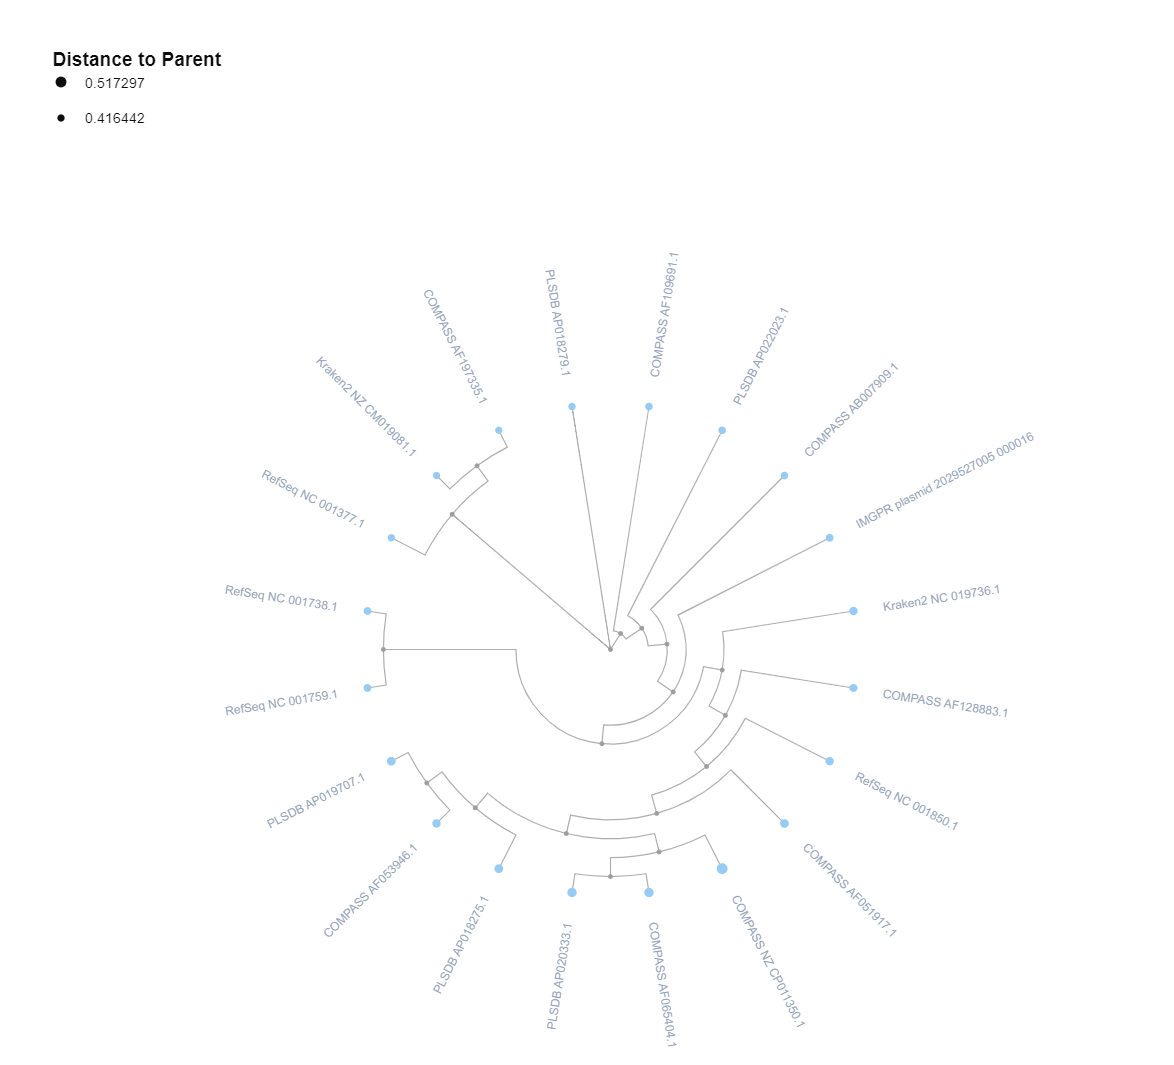 Distance to Parent
0.517297
0.416442
COMPASS AF109691.1
PLSDB AP018279.1
COMPASS AF197335.1
PLSDB AP022023.1
Kraken2 NZ CM019081.1
COMPASS AB007909.1
IMGPR plasmid 2029527005 000016
RefSeq NC 001377.1
Kraken2 NC 019736.1
RefSeq NC 001738.1
COMPASS AF128883.1
RefSeq NC 001759.1
RefSeq NC 001850.1
PLSDB AP019707.1
COMPASS AF051917.1
COMPASS AF053946.1
COMPASS NZ CP011350.1
PLSDB AP018275.1
PLSDB AP020333.1
COMPASS AF065404.1